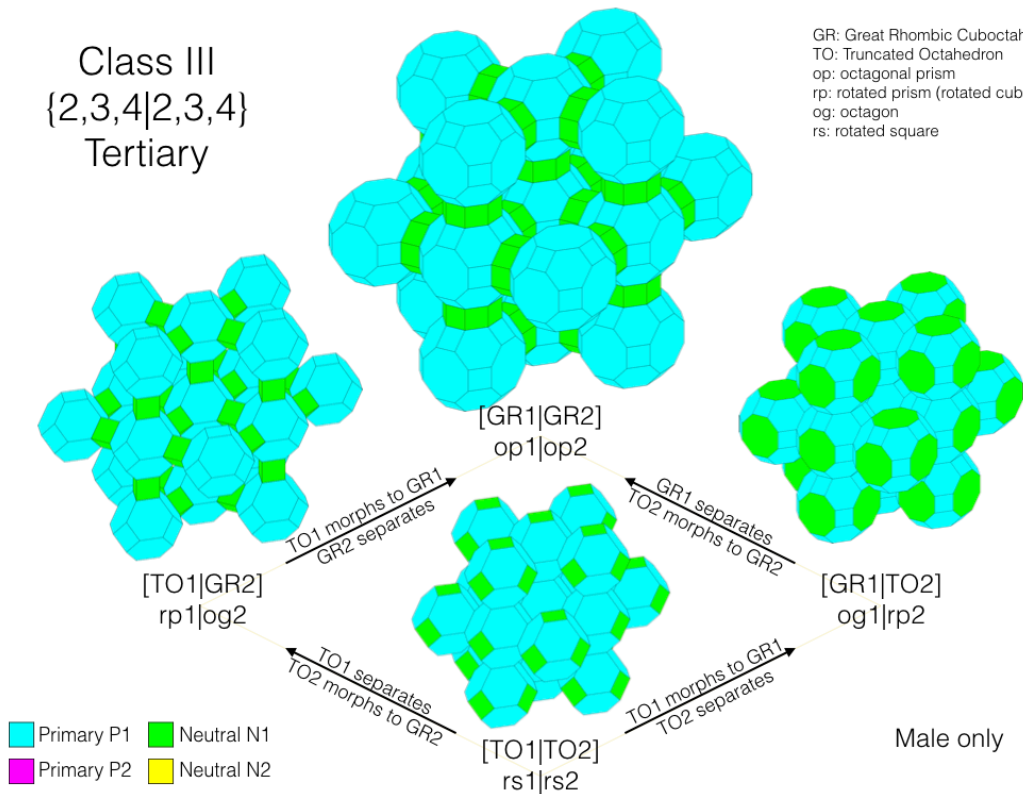 Class III
{2,3,4|2,3,4}
Tertiary
GR: Great Rhombic Cuboctah
TO: Truncated Octahedron
op: octagonal prism
rp: rotated prism (rotated cub
og: octagon
rs: rotated square
[GR1|GR2]
op1|op2
TO1 morphs to GR1
GR2 separates
GR1 separates
TO2 morphs to GR2
[TO1|GR2]
rp1|og2
[GR1|TO2]
og1|rp2
TO1 separates
TO2 morphs to GR2
TO1 morphs to GR1
TO2 separates
[TO1|TO2]
rs1|rs2
Primary P1
Neutral N1
Primary P2
Neutral N2
Male only